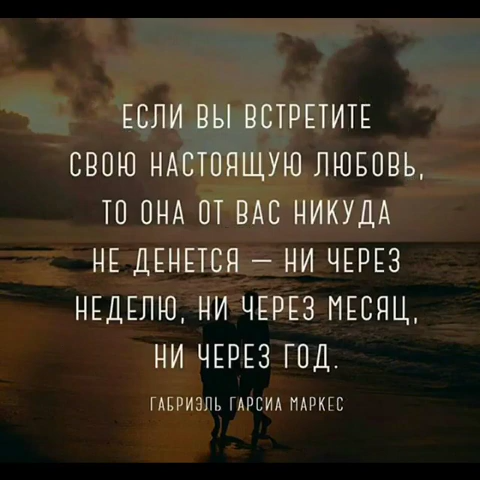 ЕСЛИ ВЫ ВСТРЕТИТЕ
СВОЮ НАСТОЯЩУЮ ЛЮБОВЬ,
ТО ОНА ОТ ВАС НИКУДА
НЕ ДЕНЕТСЯ — НИ ЧЕРЕЗ
НЕДЕЛЮ, НИ ЧЕРЕЗ МЕСЯЦ,
НИ ЧЕРЕЗ ГОД.
ГАБРИЭЛЬ ГАРСИА МАРКЕС